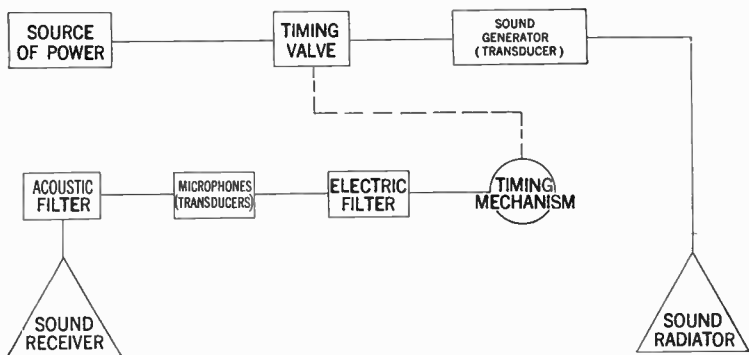 SOURCE
OF POWER
TIMING
VALVE
SOUND
GENERATOR
(TRANSDUCER)
ACOUSTIC
FILTER
MICROPHONES
(TRANSDUCERS)
ELECTRIC
FILTER
TIMING
MECHANISM
SOUND
RECEIVER
SOUND
RADIATOR